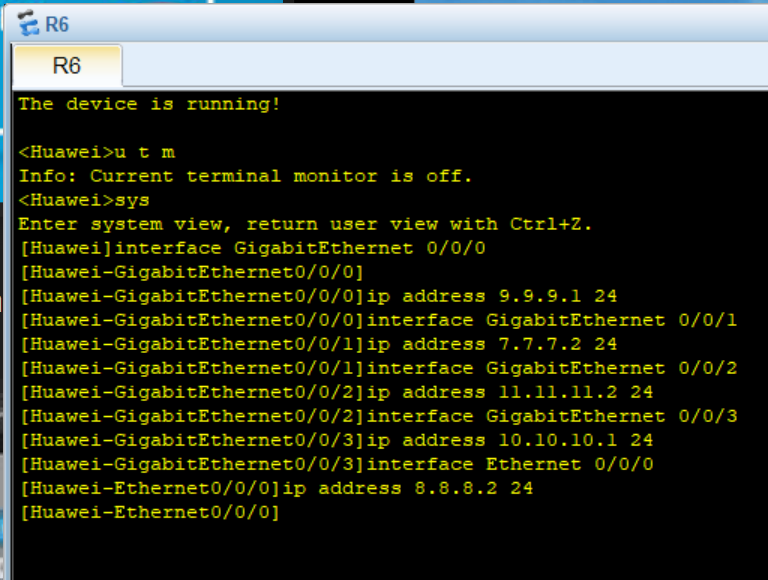 R6
R6
The device is running!
<Huawei>u t m
Info: Current terminal monitor is off.
<Huawei>sys
Enter system view, return user view with Ctrl+Z.
[Huawei]interface GigabitEthernet 0/0/0
[Huawei-GigabitEthernet0/0/0]
[Huawei-GigabitEthernet0/0/0]ip address 9.9.9.1 24
[Huawei-GigabitEthernet0/0/0]interface GigabitEthernet 0/0/1
[Huawei-GigabitEthernet0/0/1]ip address 7.7.7.2 24
[Huawei-GigabitEthernet0/0/1]interface GigabitEthernet 0/0/2
[Huawei-GigabitEthernet0/0/2]ip address 11.11.11.2 24
[Huawei-GigabitEthernet0/0/2]interface GigabitEthernet 0/0/3
[Huawei-GigabitEthernet0/0/3]ip address 10.10.10.1 24
[Huawei-GigabitEthernet0/0/3]interface Ethernet 0/0/0
[Huawei-Ethernet0/0/0]ip address 8.8.8.2 24
[Huawei-Ethernet0/0/0]